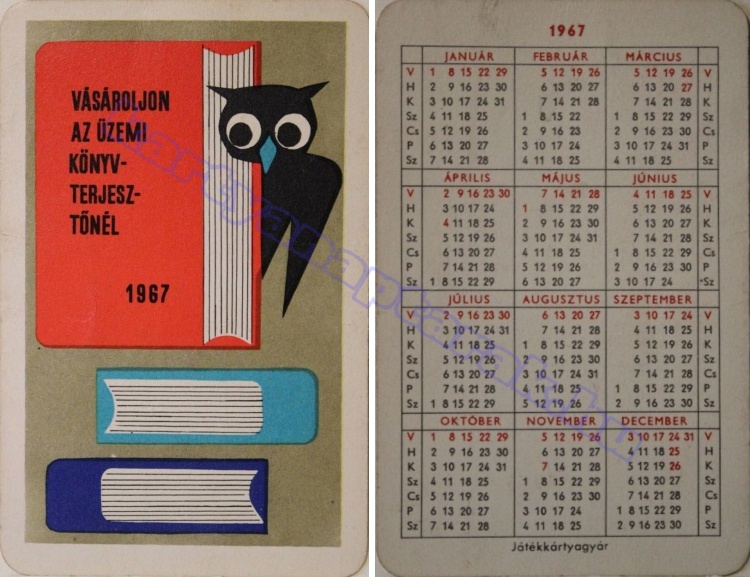 VÁSÁROLJON
AZ ÜZEMI
KÖNYV-
TERJESZ-
TŐNÉL
1967
1967
JANUÁR FEBRUÁR MÁRCIUS
V 1 8 15 22 29 5 12 19 26 5 12 19 26 V
H 2 9 16 23 30 6 13 20 27 6 13 20 27 H
K 3 10 17 24 31 7 14 21 28 7 14 21 28 K
Sz 4 11 18 25 1 8 15 22 1 8 15 22 29 Sz
Cs 5 12 19 26 2 9 16 23 2 9 16 23 30 Cs
P 6 13 20 27 3 10 17 24 3 10 17 24 31 P
Sz 7 14 21 28 4 11 18 25 4 11 18 25 Sz
ÁPRILIS MÁJUS JÚNIUS
V 2 9 16 23 30 7 14 21 28 4 11 18 25 V
H 3 10 17 24 1 8 15 22 29 5 12 19 26 H
K 4 11 18 25 2 9 16 23 30 6 13 20 27 K
Sz 5 12 19 26 3 10 17 24 31 7 14 21 28 Sz
Cs 6 13 20 27 4 11 18 25 1 8 15 22 29 Cs
P 7 14 21 28 5 12 19 26 2 9 16 23 30 P
Sz 1 8 15 22 29 6 13 20 27 3 10 17 24 Sz
JÚLIUS AUGUSZTUS SZEPTEMBER
V 2 9 16 23 30 6 13 20 27 3 10 17 24 V
H 3 10 17 24 31 7 14 21 28 4 11 18 25 H
K 4 11 18 25 1 8 15 22 29 5 12 19 26 K
Sz 5 12 19 26 2 9 16 23 30 6 13 20 27 Sz
Cs 6 13 20 27 3 10 17 24 31 7 14 21 28 Cs
P 7 14 21 28 4 11 18 25 1 8 15 22 29 P
Sz 1 8 15 22 29 5 12 19 26 2 9 16 23 30 Sz
OKTÓBER NOVEMBER DECEMBER
V 1 8 15 22 29 5 12 19 26 3 10 17 24 31 V
H 2 9 16 23 30 6 13 20 27 4 11 18 25 H
K 3 10 17 24 31 7 14 21 28 5 12 19 26 K
Sz 4 11 18 25 1 8 15 22 29 6 13 20 27 Sz
Cs 5 12 19 26 2 9 16 23 30 7 14 21 28 Cs
P 6 13 20 27 3 10 17 24 1 8 15 22 29 P
Sz 7 14 21 28 4 11 18 25 2 9 16 23 30 Sz
Játékkártyagyár